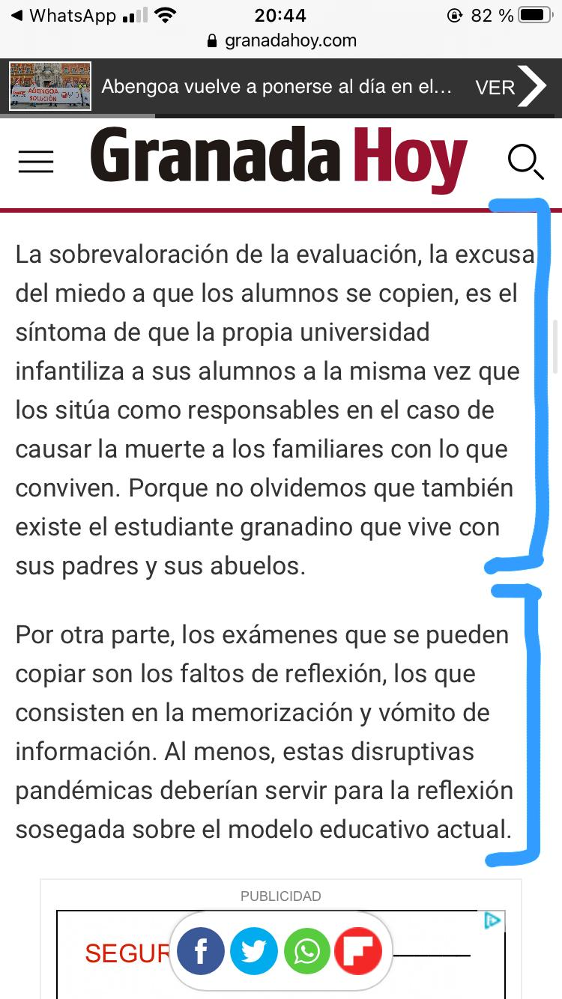 WhatsApp 20:44 82 %
granadahoy.com
Abengoa vuelve a ponerse al día en el... VER
ABENGOA
SOLUCIÓN
Granada Hoy
La sobrevaloración de la evaluación, la excusa
del miedo a que los alumnos se copien, es el
síntoma de que la propia universidad
infantiliza a sus alumnos a la misma vez que
los sitúa como responsables en el caso de
causar la muerte a los familiares con lo que
conviven. Porque no olvidemos que también
existe el estudiante granadino que vive con
sus padres y sus abuelos.
Por otra parte, los exámenes que se pueden
copiar son los faltos de reflexión, los que
consisten en la memorización y vómito de
información. Al menos, estas disruptivas
pandémicas deberían servir para la reflexión
sosegada sobre el modelo educativo actual.
PUBLICIDAD
SEGUR